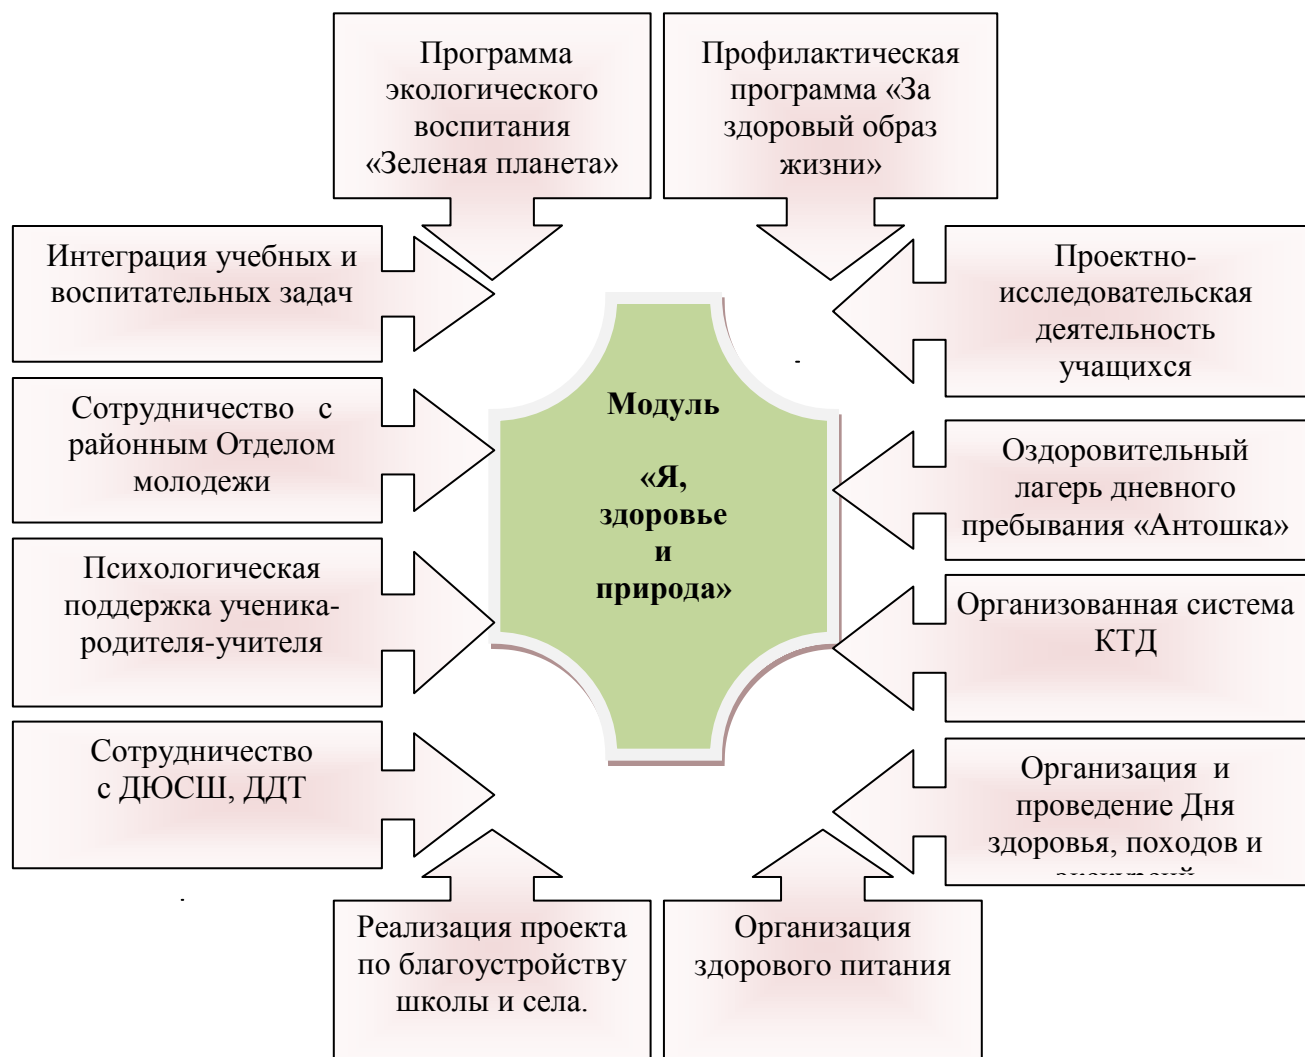 Программа
экологического
воспитания
«Зеленая планета»
Профилактическая
программа «За
здоровый образ
жизни»
Интеграция учебных и
воспитательных задач
Проектно-
исследовательская
деятельность
учащихся
Сотрудничество с
районным Отделом
молодежи
Модуль
«Я,
здоровье
и
природа»
Оздоровительный
лагерь дневного
пребывания «Антошка»
Психологическая
поддержка ученика-
родителя-учителя
Организованная система
КТД
Сотрудничество
с ДЮСШ, ДДТ
Организация и
проведение Дня
здоровья, походов и
экскурсий
Реализация проекта
по благоустройству
школы и села.
Организация
здорового питания